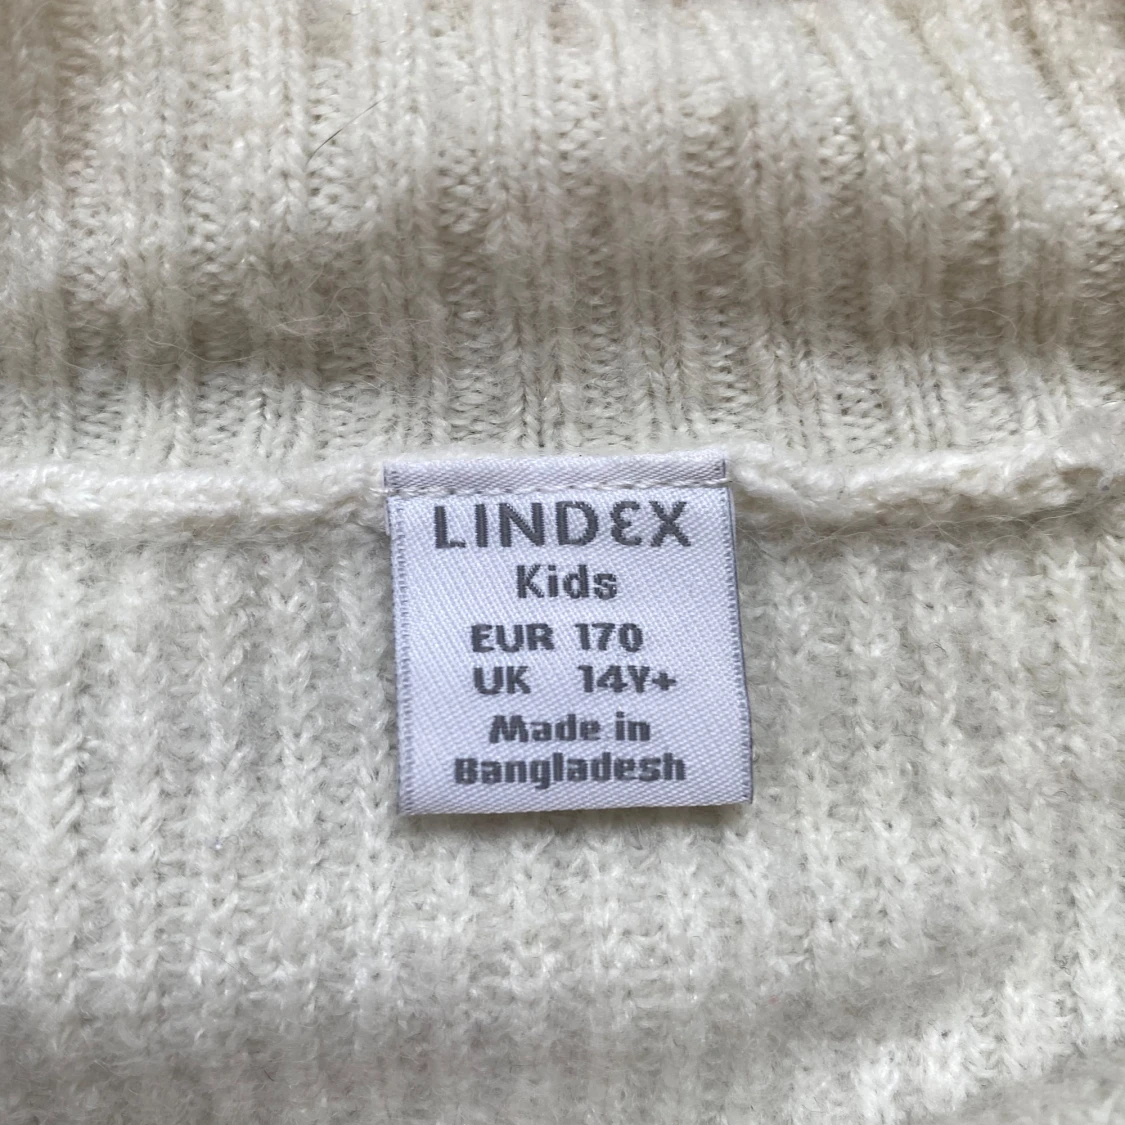 LINDEX
Kids
EUR 170
UK 14Y+
Made in
Bangladesh